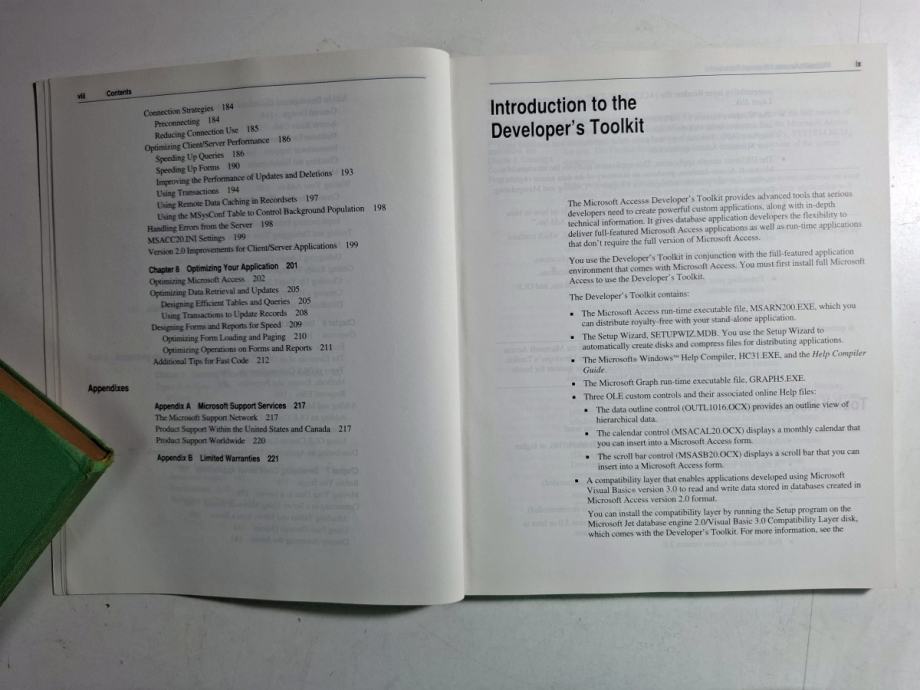 viii Contents
Connection Strategies 184
Preconnecting 184
Reducing Connection Use 185
Optimizing Client/Server Performance 186
Speeding Up Queries 186
Speeding Up Forms 190
Improving the Performance of Updates and Deletions 193
Using Transactions 194
Using Remote Data Caching in Recordsets 197
Using the MSysConf Table to Control Background Population 198
Handling Errors from the Server 198
MSACC20.INI Settings 199
Version 2.0 Improvements for Client/Server Applications 199
Chapter 8 Optimizing Your Application 201
Optimizing Microsoft Access 202
Optimizing Data Retrieval and Updates 205
Designing Efficient Tables and Queries 205
Using Transactions to Update Records 208
Designing Forms and Reports for Speed 209
Optimizing Form Loading and Paging 210
Optimizing Operations on Forms and Reports 211
Additional Tips for Fast Code 212
Appendixes
Appendix A Microsoft Support Services 217
The Microsoft Support Network 217
Product Support Within the United States and Canada 217
Product Support Worldwide 220
Appendix B Limited Warranties 221
ix
Introduction to the
Developer's Toolkit
The Microsoft Access® Developer's Toolkit provides advanced tools that serious
developers need to create powerful custom applications, along with in-depth
technical information. It gives database application developers the flexibility to
deliver full-featured Microsoft Access applications as well as run-time applications
that don't require the full version of Microsoft Access.
You use the Developer's Toolkit in conjunction with the full-featured application
environment that comes with Microsoft Access. You must first install full Microsoft
Access to use the Developer's Toolkit.
The Developer's Toolkit contains:
▪ The Microsoft Access run-time executable file, MSARN200.EXE, which you
can distribute royalty-free with your stand-alone application.
▪ The Setup Wizard, SETUPWIZ.MDB. You use the Setup Wizard to
automatically create disks and compress files for distributing applications.
▪ The Microsoft® Windows™ Help Compiler, HC31.EXE, and the Help Compiler
Guide.
▪ The Microsoft Graph run-time executable file, GRAPH5.EXE.
▪ Three OLE custom controls and their associated online Help files:
▪ The data outline control (OUTL1016.OCX) provides an outline view of
hierarchical data.
▪ The calendar control (MSACAL20.OCX) displays a monthly calendar that
you can insert into a Microsoft Access form.
▪ The scroll bar control (MSASB20.OCX) displays a scroll bar that you can
insert into a Microsoft Access form.
▪ A compatibility layer that enables applications developed using Microsoft
Visual Basic® version 3.0 to read and write data stored in databases created in
Microsoft Access version 2.0 format.
You can install the compatibility layer by running the Setup program on the
Microsoft Jet database engine 2.0/Visual Basic 3.0 Compatibility Layer disk,
which comes with the Developer's Toolkit. For more information, see the